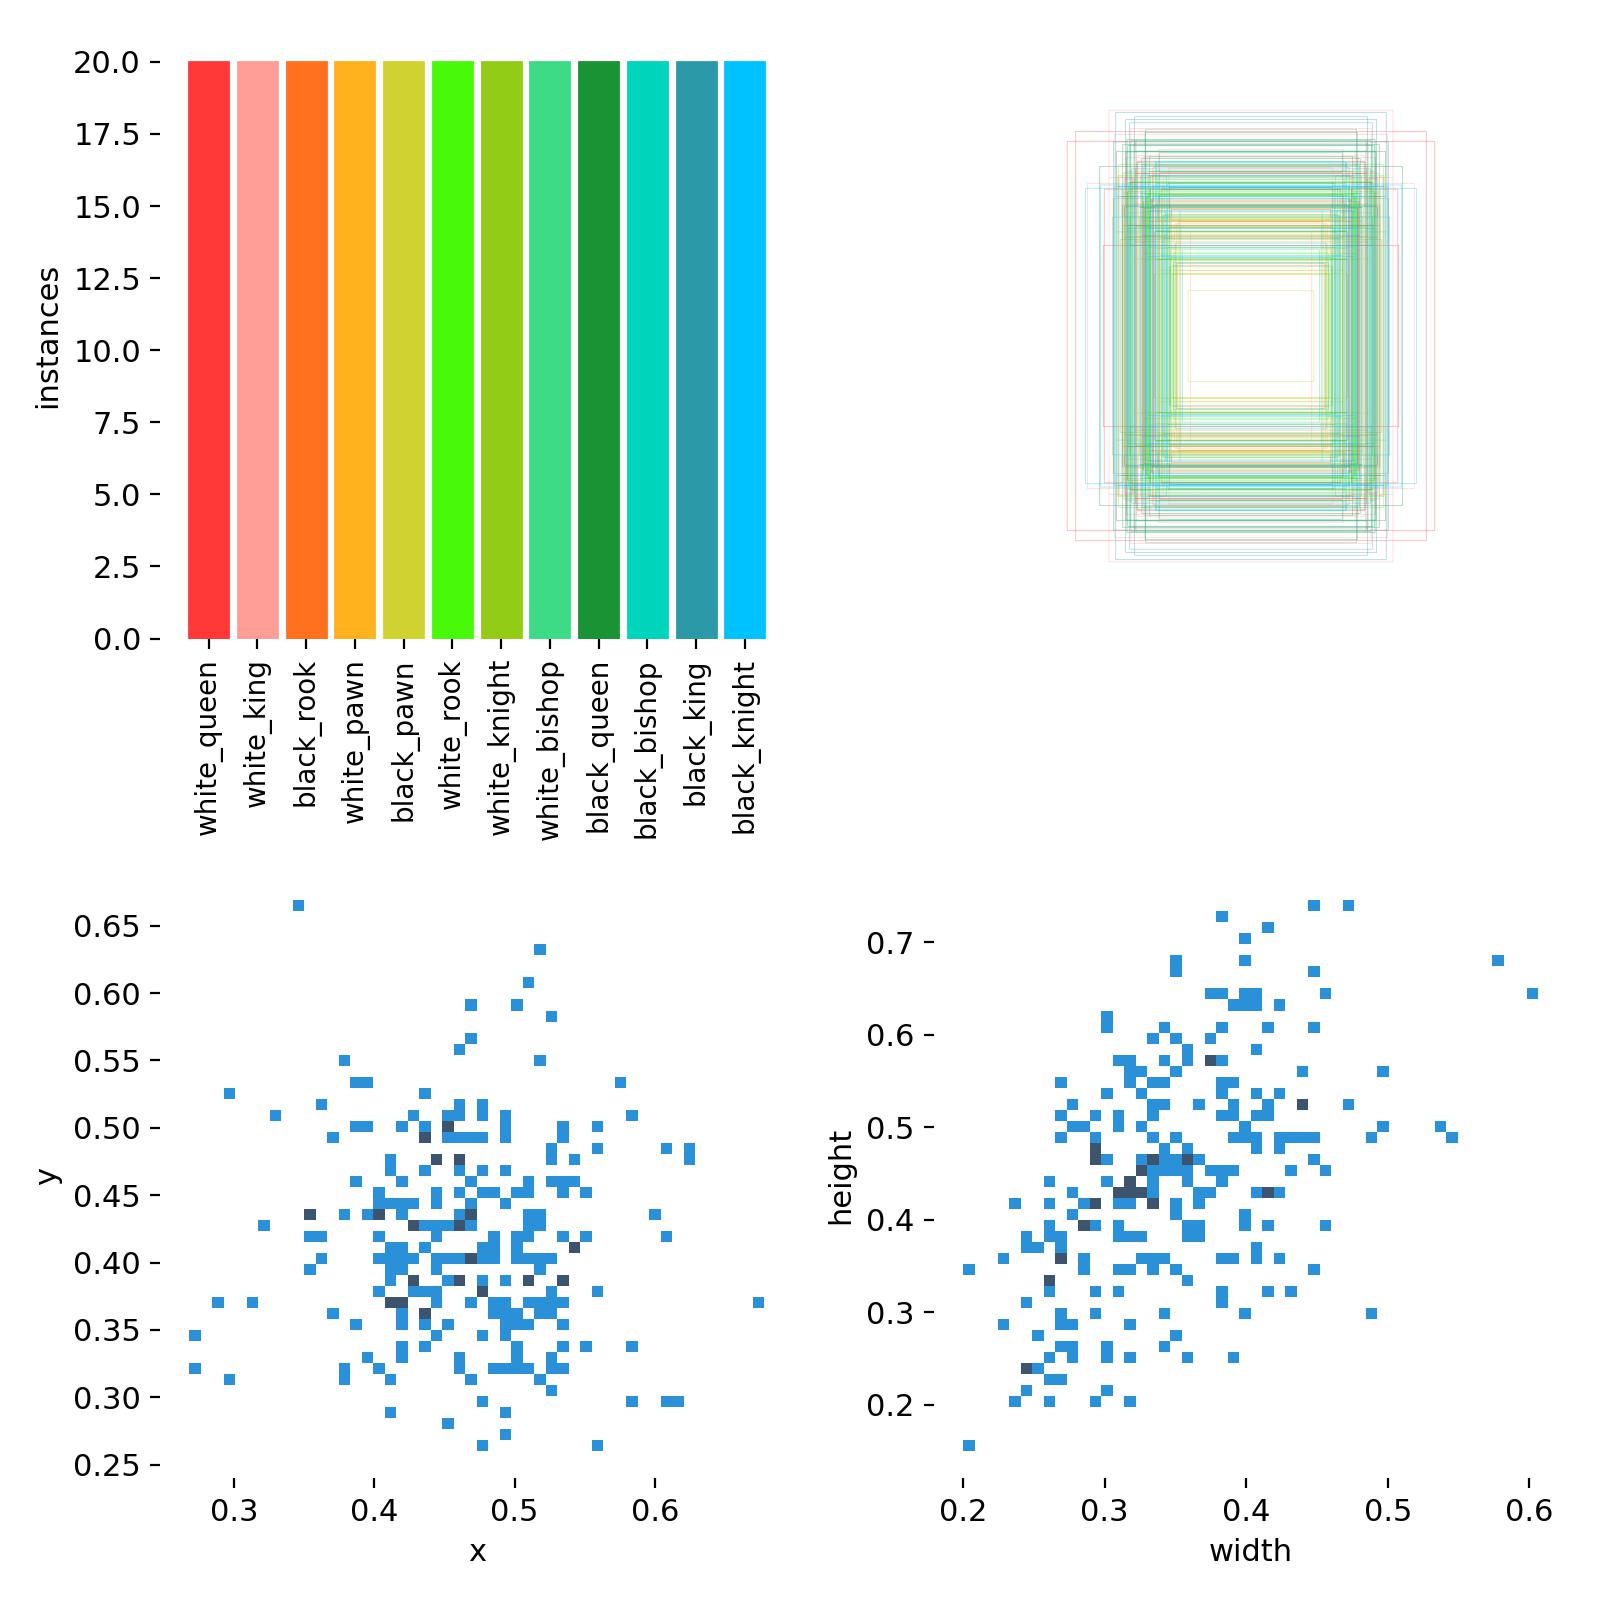 instances
20.0
17.5
15.0
12.5
10.0
7.5
5.0
2.5
0.0
white_queen
white_king
black_rook
white_pawn
black_pawn
white_rook
white_knight
white_bishop
black_queen
black_bishop
black_king
black_knight
y
0.65
0.60
0.55
0.50
0.45
0.40
0.35
0.30
0.25
0.3 0.4 0.5 0.6
x
height
0.7
0.6
0.5
0.4
0.3
0.2
0.2 0.3 0.4 0.5 0.6
width